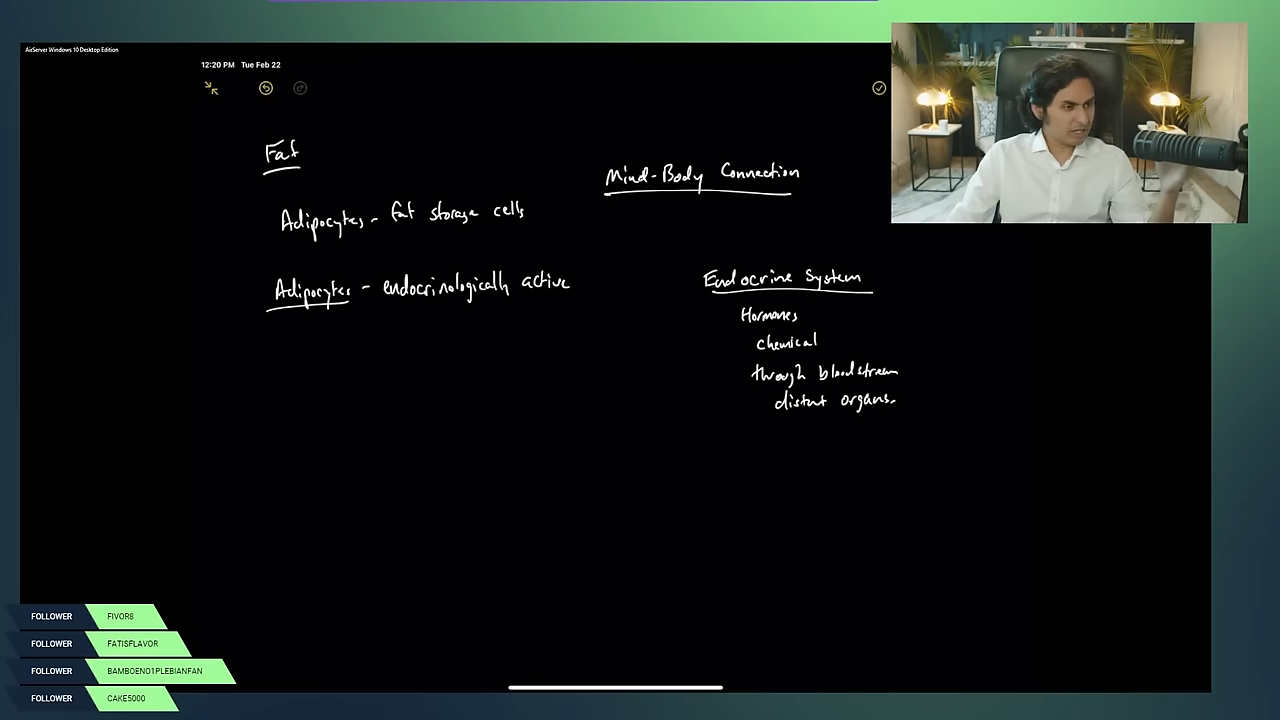 AirServer Windows 10 Desktop Edition
12:20 PM Tue Feb 22
Fat
Mind-Body Connection
Adipocytes - fat storage cells
Adipocytes - endocrinologically active
Endocrine System
Hormones
chemical
through bloodstream
distant organs.
FOLLOWER FIVOR8
FOLLOWER FATISFLAVOR
FOLLOWER BAMBOENO1PLEBIANFAN
FOLLOWER CAKE5000